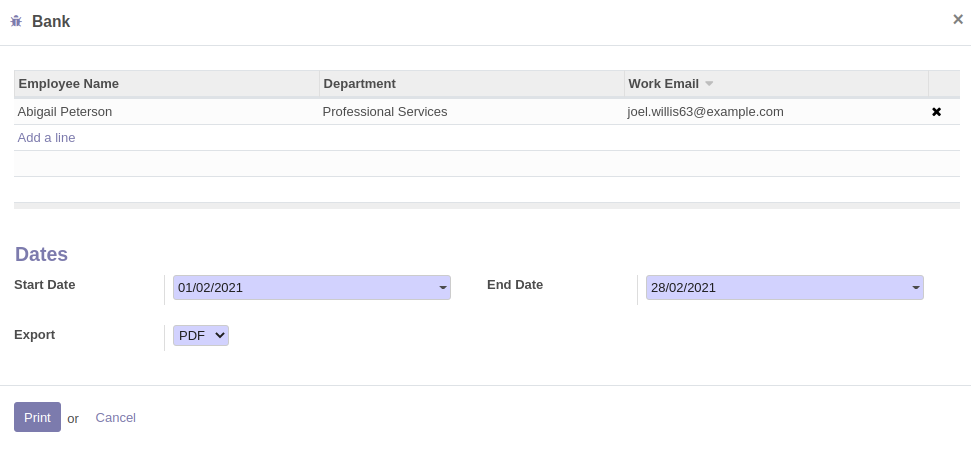 Bank ×
Employee Name Department Work Email
Abigail Peterson Professional Services joel.willis63@example.com
Add a line
Dates
Start Date 01/02/2021 End Date 28/02/2021
Export PDF
Print or Cancel